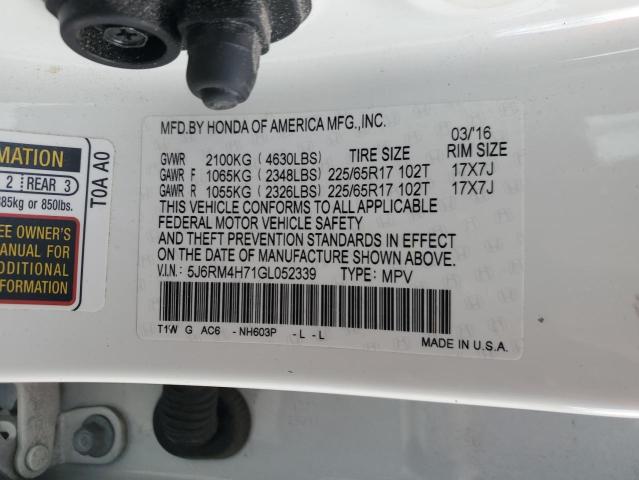 MFD.BY HONDA OF AMERICA MFG.,INC. 03/'16
GVWR 2100KG (4630LBS) TIRE SIZE RIM SIZE
GAWR F 1065KG (2348LBS) 225/65R17 102T 17X7J
GAWR R 1055KG (2326LBS) 225/65R17 102T 17X7J
THIS VEHICLE CONFORMS TO ALL APPLICABLE
FEDERAL MOTOR VEHICLE SAFETY
AND THEFT PREVENTION STANDARDS IN EFFECT
ON THE DATE OF MANUFACTURE SHOWN ABOVE.
V.I.N.: 5J6RM4H71GL052339 TYPE: MPV
T1W G AC6 -NH603P -L -L
MADE IN U.S.A.
MATION
2 REAR 3
385kg or 850lbs.
EE OWNER'S
ANUAL FOR
ADDITIONAL
FORMATION
T0A A0